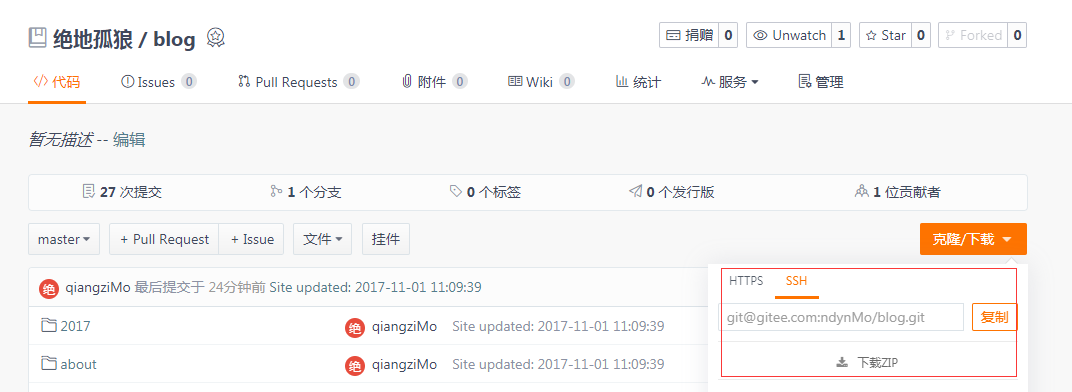 绝地孤狼 / blog
捐赠 0 Unwatch 1 Star 0 Forked 0
代码 Issues 0 Pull Requests 0 附件 0 Wiki 0 统计 服务 管理
暂无描述 -- 编辑
27 次提交 1 个分支 0 个标签 0 个发行版 1 位贡献者
master + Pull Request + Issue 文件 挂件 克隆/下载
绝 qiangziMo 最后提交于 24分钟前 Site updated: 2017-11-01 11:09:39
HTTPS SSH
2017 绝 qiangziMo Site updated: 2017-11-01 11:09:39
git@gitee.com:ndynMo/blog.git 复制
about 绝 qiangziMo Site updated: 2017-11-01 11:09:39
下载ZIP